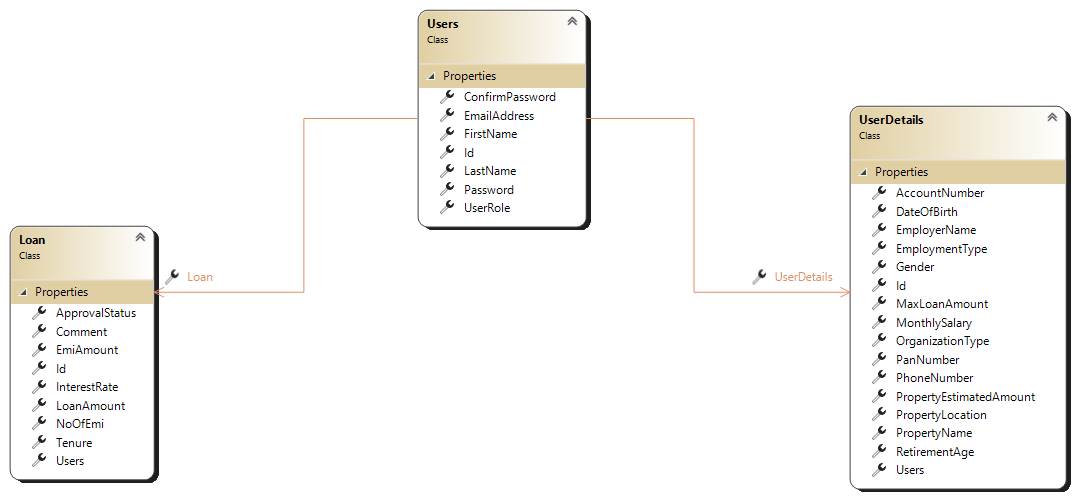 Users
Class
Properties
ConfirmPassword
EmailAddress
FirstName
Id
LastName
Password
UserRole
Loan
Class
Properties
ApprovalStatus
Comment
EmiAmount
Id
InterestRate
LoanAmount
NoOfEmi
Tenure
Users
Loan
UserDetails
UserDetails
Class
Properties
AccountNumber
DateOfBirth
EmployerName
EmploymentType
Gender
Id
MaxLoanAmount
MonthlySalary
OrganizationType
PanNumber
PhoneNumber
PropertyEstimatedAmount
PropertyLocation
PropertyName
RetirementAge
Users